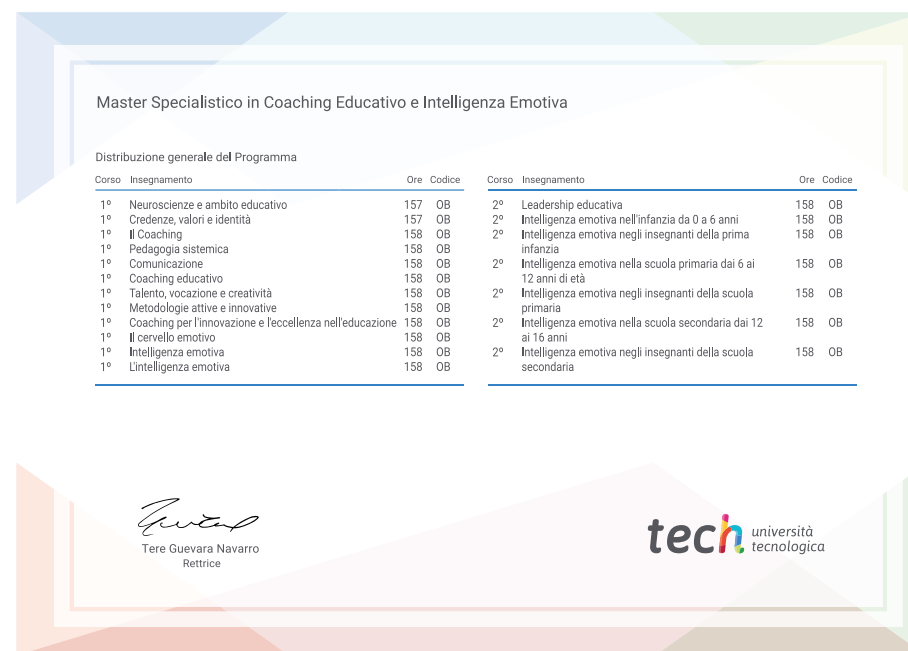 Master Specialistico in Coaching Educativo e Intelligenza Emotiva
Distribuzione generale del Programma
Corso Insegnamento Ore Codice
1º Neuroscienze e ambito educativo 157 OB
1º Credenze, valori e identità 157 OB
1º Il Coaching 158 OB
1º Pedagogia sistemica 158 OB
1º Comunicazione 158 OB
1º Coaching educativo 158 OB
1º Talento, vocazione e creatività 158 OB
1º Metodologie attive e innovative 158 OB
1º Coaching per l'innovazione e l'eccellenza nell'educazione 158 OB
1º Il cervello emotivo 158 OB
1º Intelligenza emotiva 158 OB
1º L'intelligenza emotiva 158 OB
Corso Insegnamento Ore Codice
2º Leadership educativa 158 OB
2º Intelligenza emotiva nell'infanzia da 0 a 6 anni 158 OB
2º Intelligenza emotiva negli insegnanti della prima 158 OB
infanzia
2º Intelligenza emotiva nella scuola primaria dai 6 ai 158 OB
12 anni di età
2º Intelligenza emotiva negli insegnanti della scuola 158 OB
primaria
2º Intelligenza emotiva nella scuola secondaria dai 12 158 OB
ai 16 anni
2º Intelligenza emotiva negli insegnanti della scuola 158 OB
secondaria
Tere Guevara Navarro
Rettrice
tech università
tecnologica